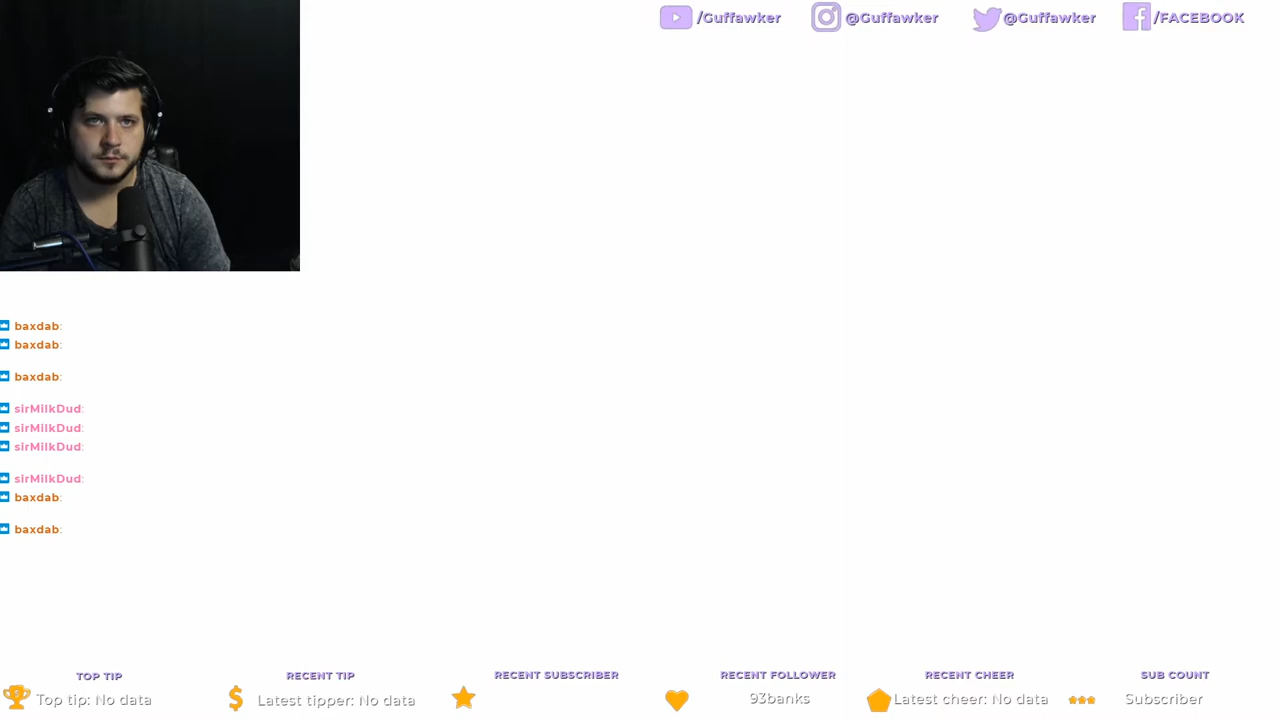 /Guffawker @Guffawker @Guffawker /FACEBOOK
baxdab:
baxdab:
baxdab:
sirMilkDud:
sirMilkDud:
sirMilkDud:
sirMilkDud:
baxdab:
baxdab:
TOP TIP RECENT TIP RECENT SUBSCRIBER RECENT FOLLOWER RECENT CHEER SUB COUNT
Top tip: No data Latest tipper: No data 93banks Latest cheer: No data Subscriber